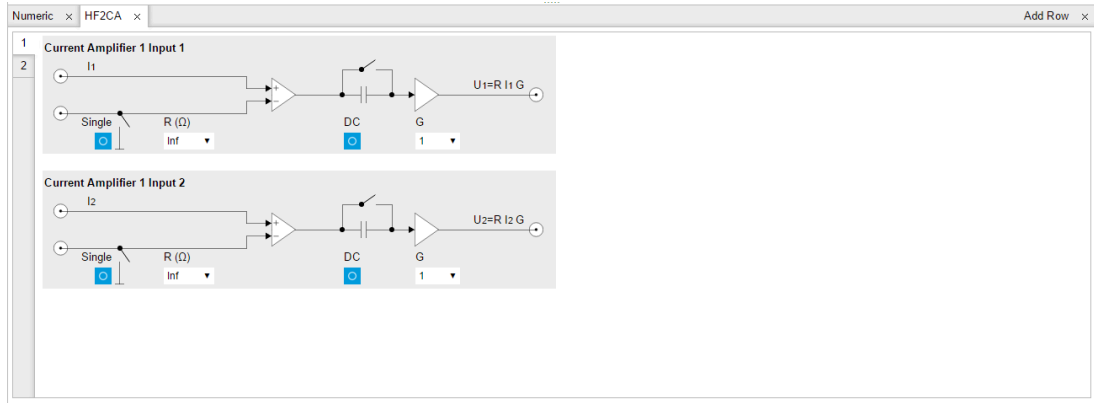 Numeric × HF2CA × Add Row ×
1
2
Current Amplifier 1 Input 1
I1
+
−
U1=R I1 G
Single R (Ω) DC G
Inf ▼ 1 ▼
Current Amplifier 1 Input 2
I2
+
−
U2=R I2 G
Single R (Ω) DC G
Inf ▼ 1 ▼